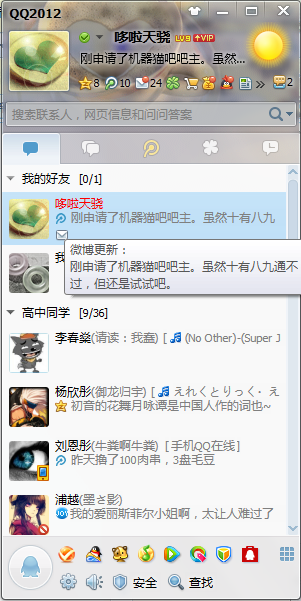 QQ2012
哆啦天骁 LV9 VIP
刚申请了机器猫吧吧主。虽然...
8 10 24 2
搜索联系人，网页信息和问问答案
我的好友 [0/1]
哆啦天骁
刚申请了机器猫吧吧主。虽然十有八九
微博更新：
刚申请了机器猫吧吧主。虽然十有八九通不过，但还是试试吧。
高中同学 [9/36]
李春燊(请读：我蠢) [ (No Other)-(Super J
杨欣彤(御龙归宇) [ えれくとりっく・え
初音的花舞月咏谭是中国人作的词也~
刘恩彤(牛粪啊牛粪) [手机QQ在线]
昨天撸了100肉串，3盘毛豆
浦越(墨さ影)
我的爱丽斯菲尔小姐啊，太让人难过了
安全 查找